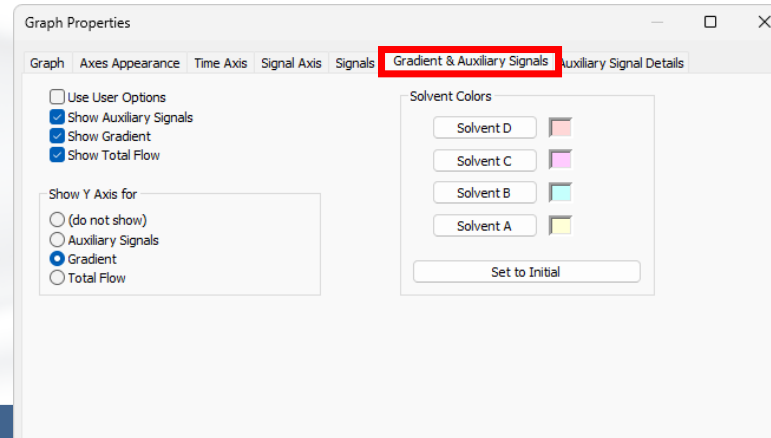 Graph Properties
Graph Axes Appearance Time Axis Signal Axis Signals Gradient & Auxiliary Signals Auxiliary Signal Details
Use User Options
Show Auxiliary Signals
Show Gradient
Show Total Flow
Show Y Axis for
(do not show)
Auxiliary Signals
Gradient
Total Flow
Solvent Colors
Solvent D
Solvent C
Solvent B
Solvent A
Set to Initial